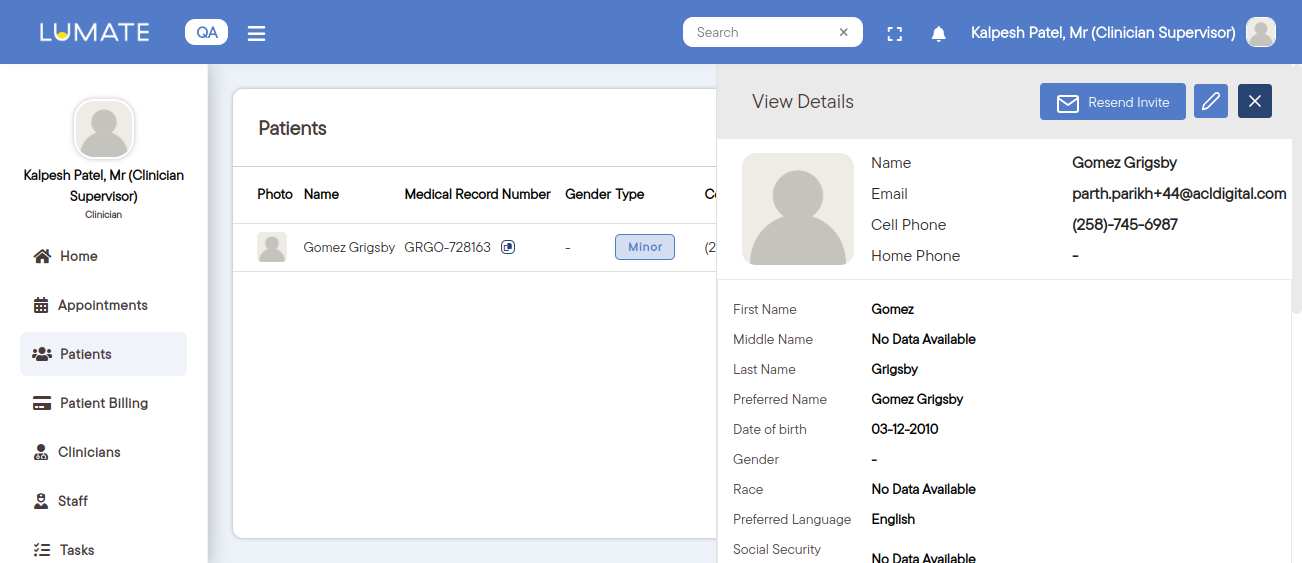 LUMATE
QA
Search
Kalpesh Patel, Mr (Clinician Supervisor)
Kalpesh Patel, Mr (Clinician
Supervisor)
Clinician
Home
Appointments
Patients
Patient Billing
Clinicians
Staff
Tasks
Patients
Photo Name Medical Record Number Gender Type
Gomez Grigsby GRGO-728163 - Minor (2
View Details
Resend Invite
Name Gomez Grigsby
Email parth.parikh+44@acldigital.com
Cell Phone (258)-745-6987
Home Phone -
First Name Gomez
Middle Name No Data Available
Last Name Grigsby
Preferred Name Gomez Grigsby
Date of birth 03-12-2010
Gender -
Race No Data Available
Preferred Language English
Social Security
No Data Available